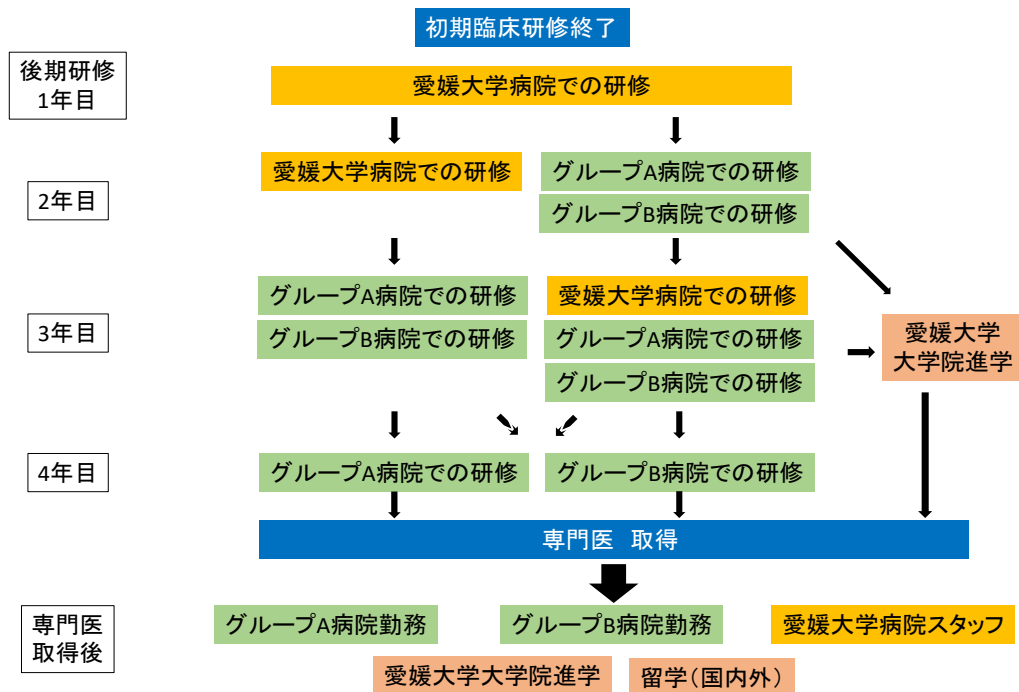 初期臨床研修終了
後期研修
1年目
愛媛大学病院での研修
2年目
愛媛大学病院での研修
グループA病院での研修
グループB病院での研修
3年目
グループA病院での研修
グループB病院での研修
愛媛大学病院での研修
グループA病院での研修
グループB病院での研修
愛媛大学
大学院進学
4年目
グループA病院での研修
グループB病院での研修
専門医 取得
専門医
取得後
グループA病院勤務
グループB病院勤務
愛媛大学病院スタッフ
愛媛大学大学院進学
留学（国内外）